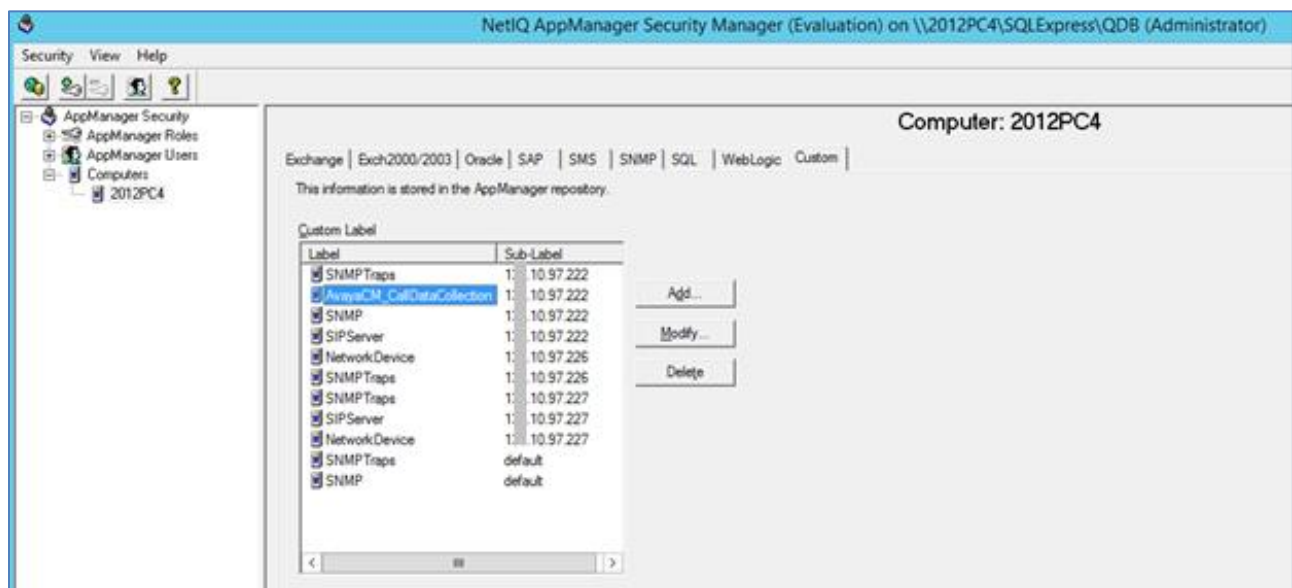 NetIQ AppManager Security Manager (Evaluation) on \\2012PC4\SQLExpress\QDB (Administrator)
Security View Help
AppManager Security
AppManager Roles
AppManager Users
Computers
2012PC4
Computer: 2012PC4
Exchange Exch2000/2003 Oracle SAP SMS SNMP SQL WebLogic Custom
This information is stored in the AppManager repository.
Custom Label
Label Sub-Label
SNMPTraps .10.97.222
AvayaCM_CallDataCollection .10.97.222
SNMP .10.97.222
SIPServer .10.97.222
NetworkDevice .10.97.226
SNMPTraps .10.97.226
SNMPTraps .10.97.227
SIPServer .10.97.227
NetworkDevice .10.97.227
SNMPTraps default
SNMP default
Add...
Modify...
Delete